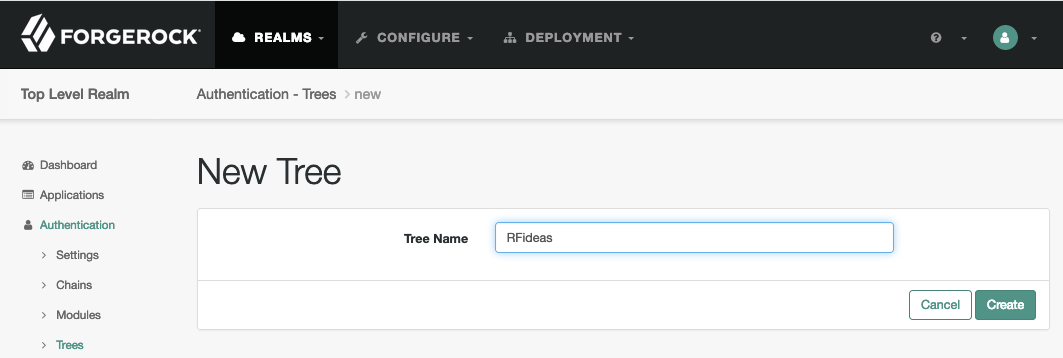 FORGEROCK REALMS CONFIGURE DEPLOYMENT
Top Level Realm Authentication - Trees new
Dashboard
Applications
Authentication
Settings
Chains
Modules
Trees
New Tree
Tree Name RFideas
Cancel Create